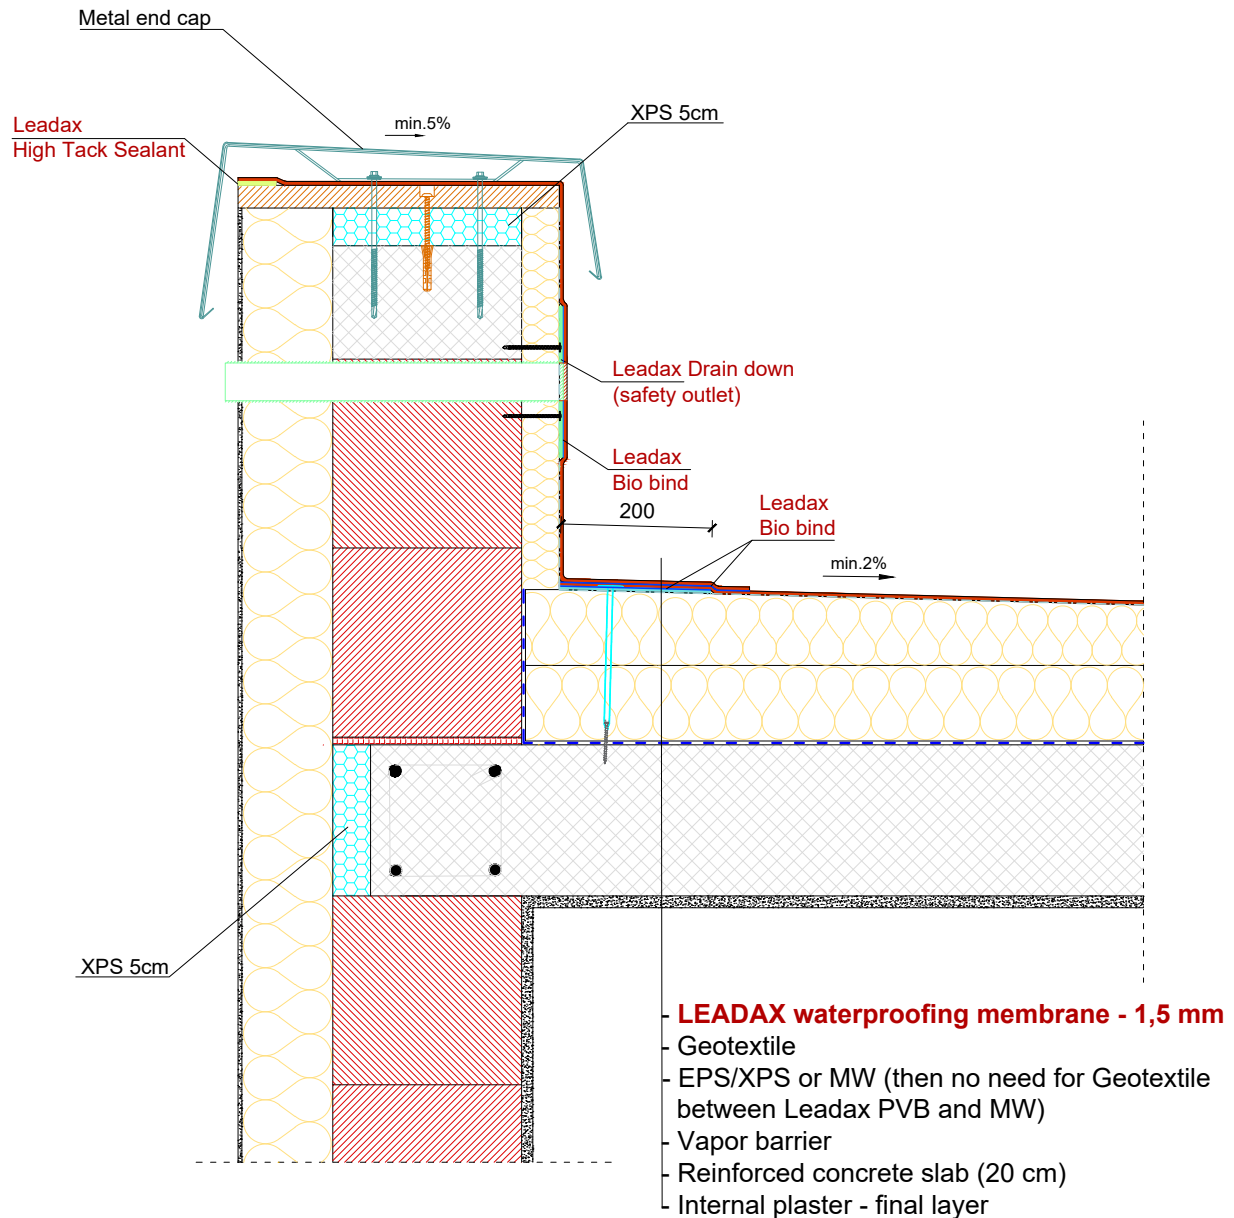 Metal end cap
XPS 5cm
min.5%
Leadax
High Tack Sealant
Leadax Drain down
(safety outlet)
Leadax
Bio bind
200
Leadax
Bio bind
min.2%
XPS 5cm
- LEADAX waterproofing membrane - 1,5 mm
- Geotextile
- EPS/XPS or MW (then no need for Geotextile
between Leadax PVB and MW)
- Vapor barrier
- Reinforced concrete slab (20 cm)
- Internal plaster - final layer